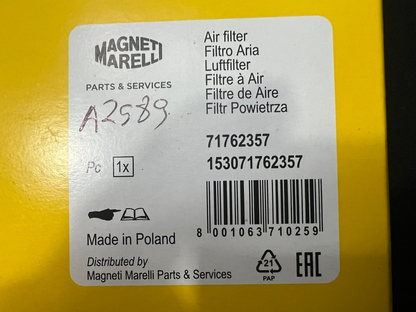 MAGNETI
MARELLI
PARTS & SERVICES
A2589
Pc 1x
Air filter
Filtro Aria
Luftfilter
Filtre à Air
Filtre de Aire
Filtr Powietrza
71762357
153071762357
8 001063 710259
Made in Poland
Distributed by
Magneti Marelli Parts & Services
21
PAP
EAC